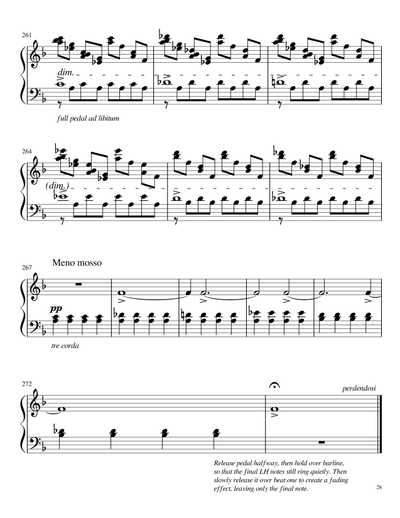 261
dim.
full pedal ad libitum
264
(dim.)
267
Meno mosso
pp
tre corda
272
perdendosi
Release pedal halfway, then hold over barline,
so that the final LH notes still ring quietly. Then
slowly release it over beat one to create a fading
effect, leaving only the final note.
28